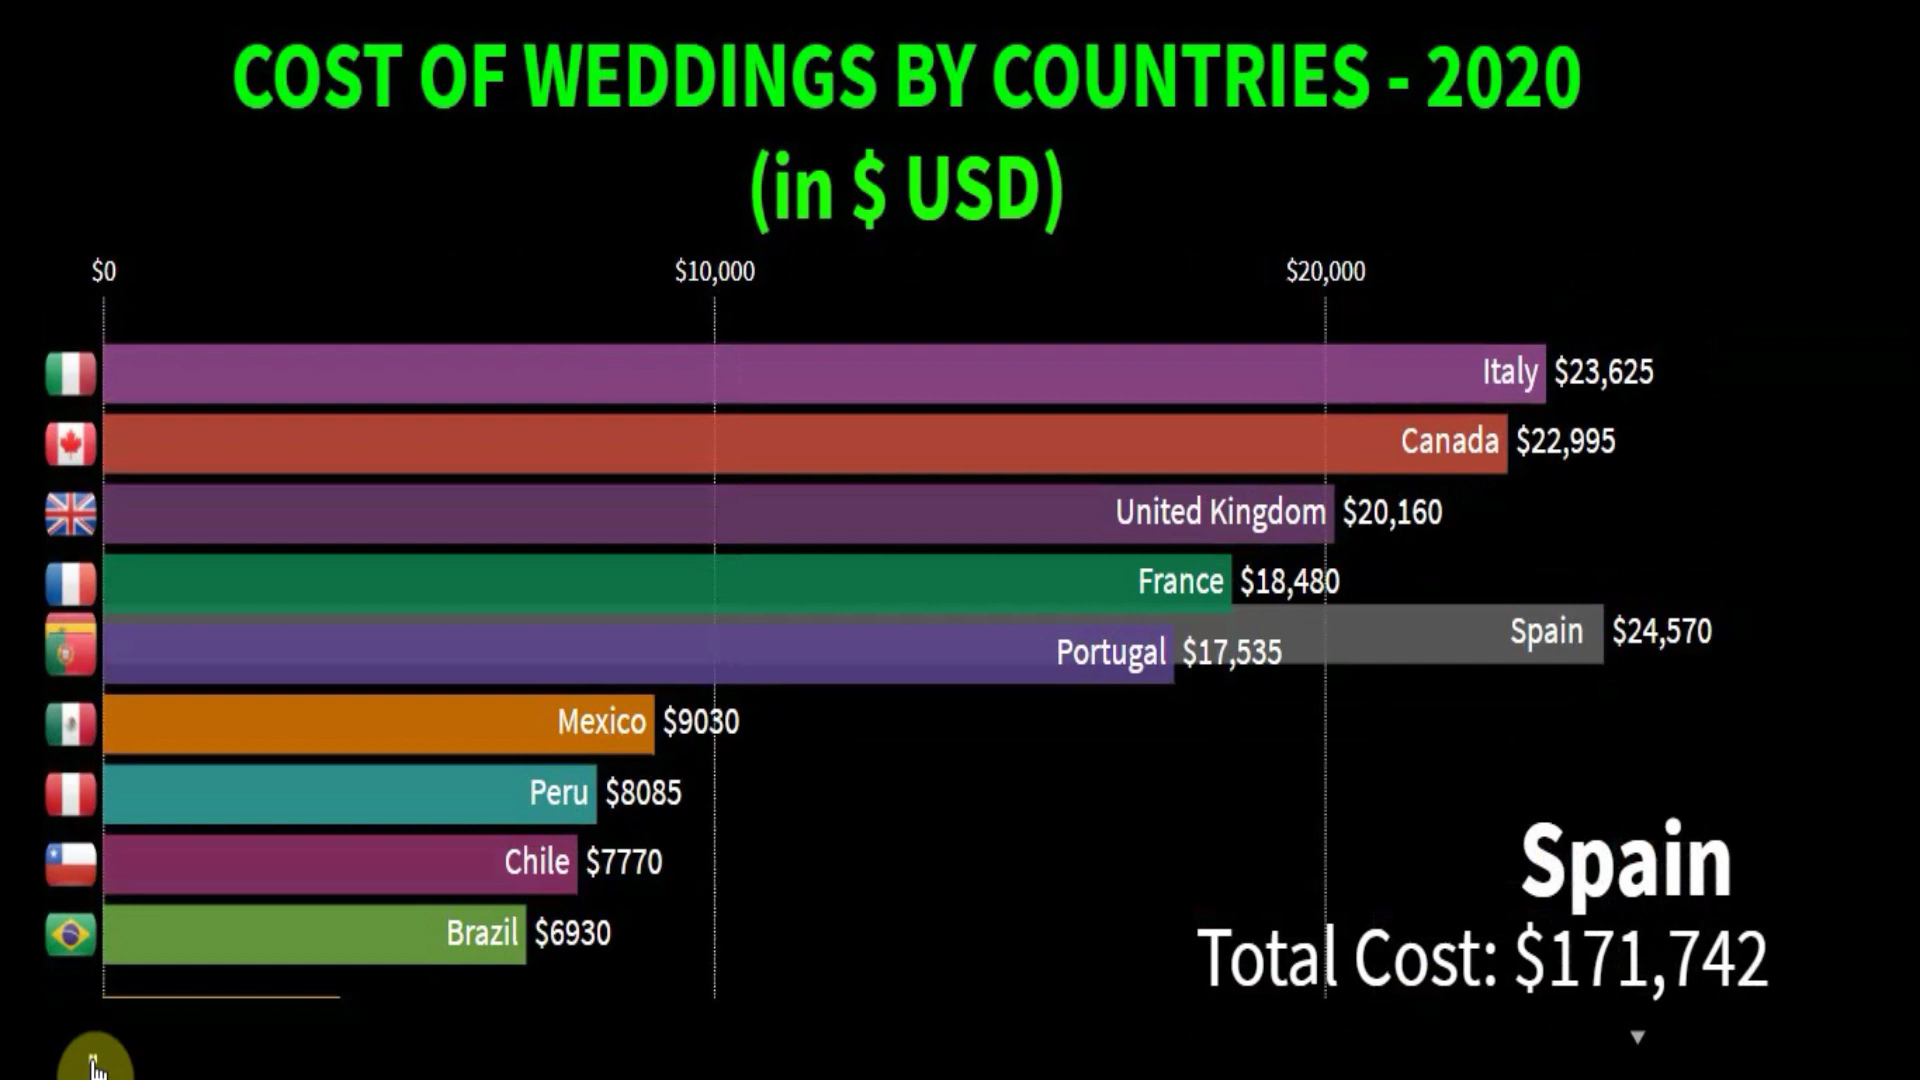 COST OF WEDDINGS BY COUNTRIES - 2020
(in $ USD)
$0 $10,000 $20,000
Italy $23,625
Canada $22,995
United Kingdom $20,160
France $18,480
Spain $24,570
Portugal $17,535
Mexico $9030
Peru $8085
Chile $7770
Brazil $6930
Spain
Total Cost: $171,742